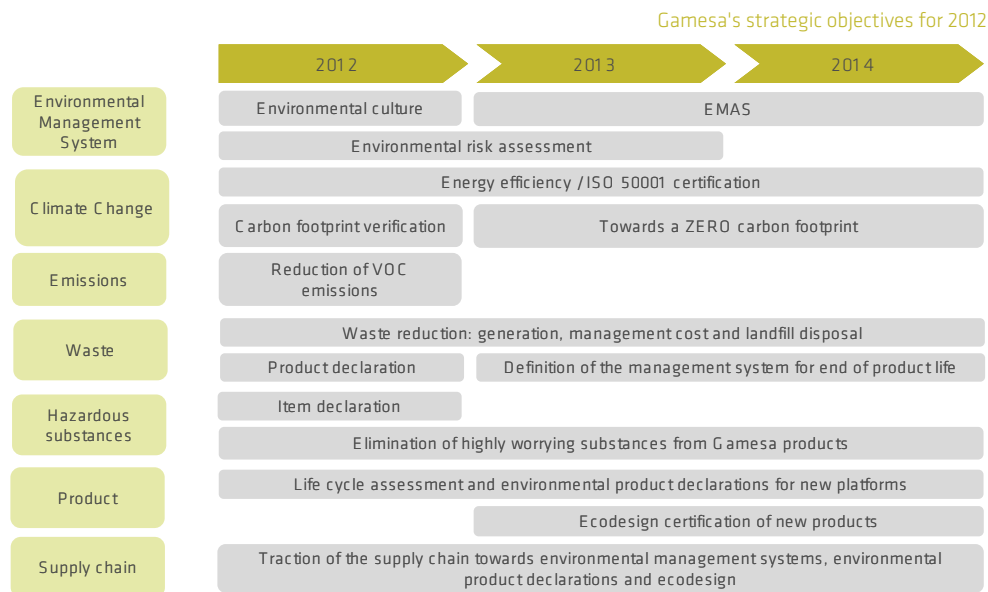 Gamesa's strategic objectives for 2012
2012
2013
2014
Environmental
Management
System
Environmental culture
EMAS
Environmental risk assessment
Climate Change
Energy efficiency / ISO 50001 certification
Carbon footprint verification
Towards a ZERO carbon footprint
Emissions
Reduction of VOC
emissions
Waste
Waste reduction: generation, management cost and landfill disposal
Product declaration
Definition of the management system for end of product life
Hazardous
substances
Item declaration
Elimination of highly worrying substances from Gamesa products
Product
Life cycle assessment and environmental product declarations for new platforms
Ecodesign certification of new products
Supply chain
Traction of the supply chain towards environmental management systems, environmental
product declarations and ecodesign